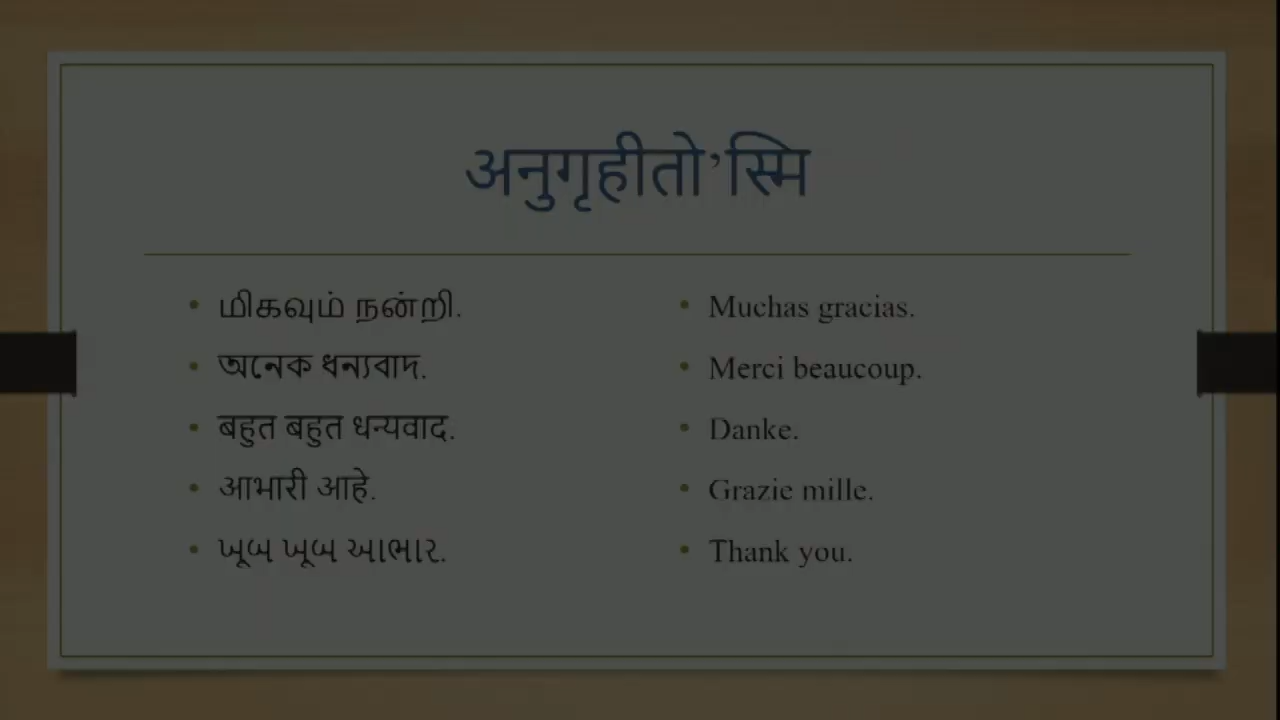 अनुगृहीतो’स्मि
மிகவும் நன்றி.
অনেক ধন্যবাদ.
बहुत बहुत धन्यवाद.
आभारी आहे.
ખૂબ ખૂબ આભાર.
Muchas gracias.
Merci beaucoup.
Danke.
Grazie mille.
Thank you.